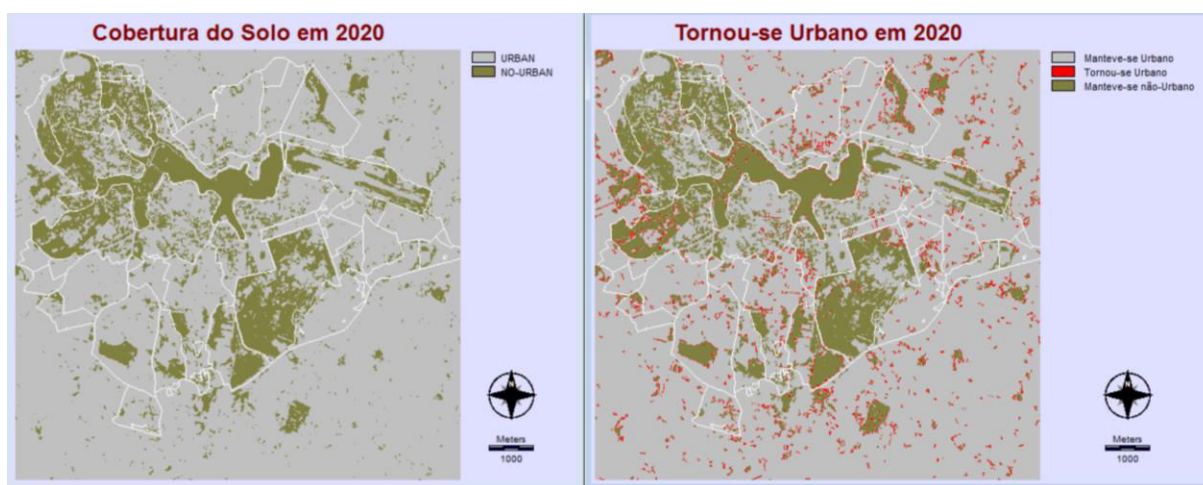 Cobertura do Solo em 2020
URBAN
NO-URBAN
N
Meters
1000
Tornou-se Urbano em 2020
Manteve-se Urbano
Tornou-se Urbano
Manteve-se não-Urbano
N
Meters
1000